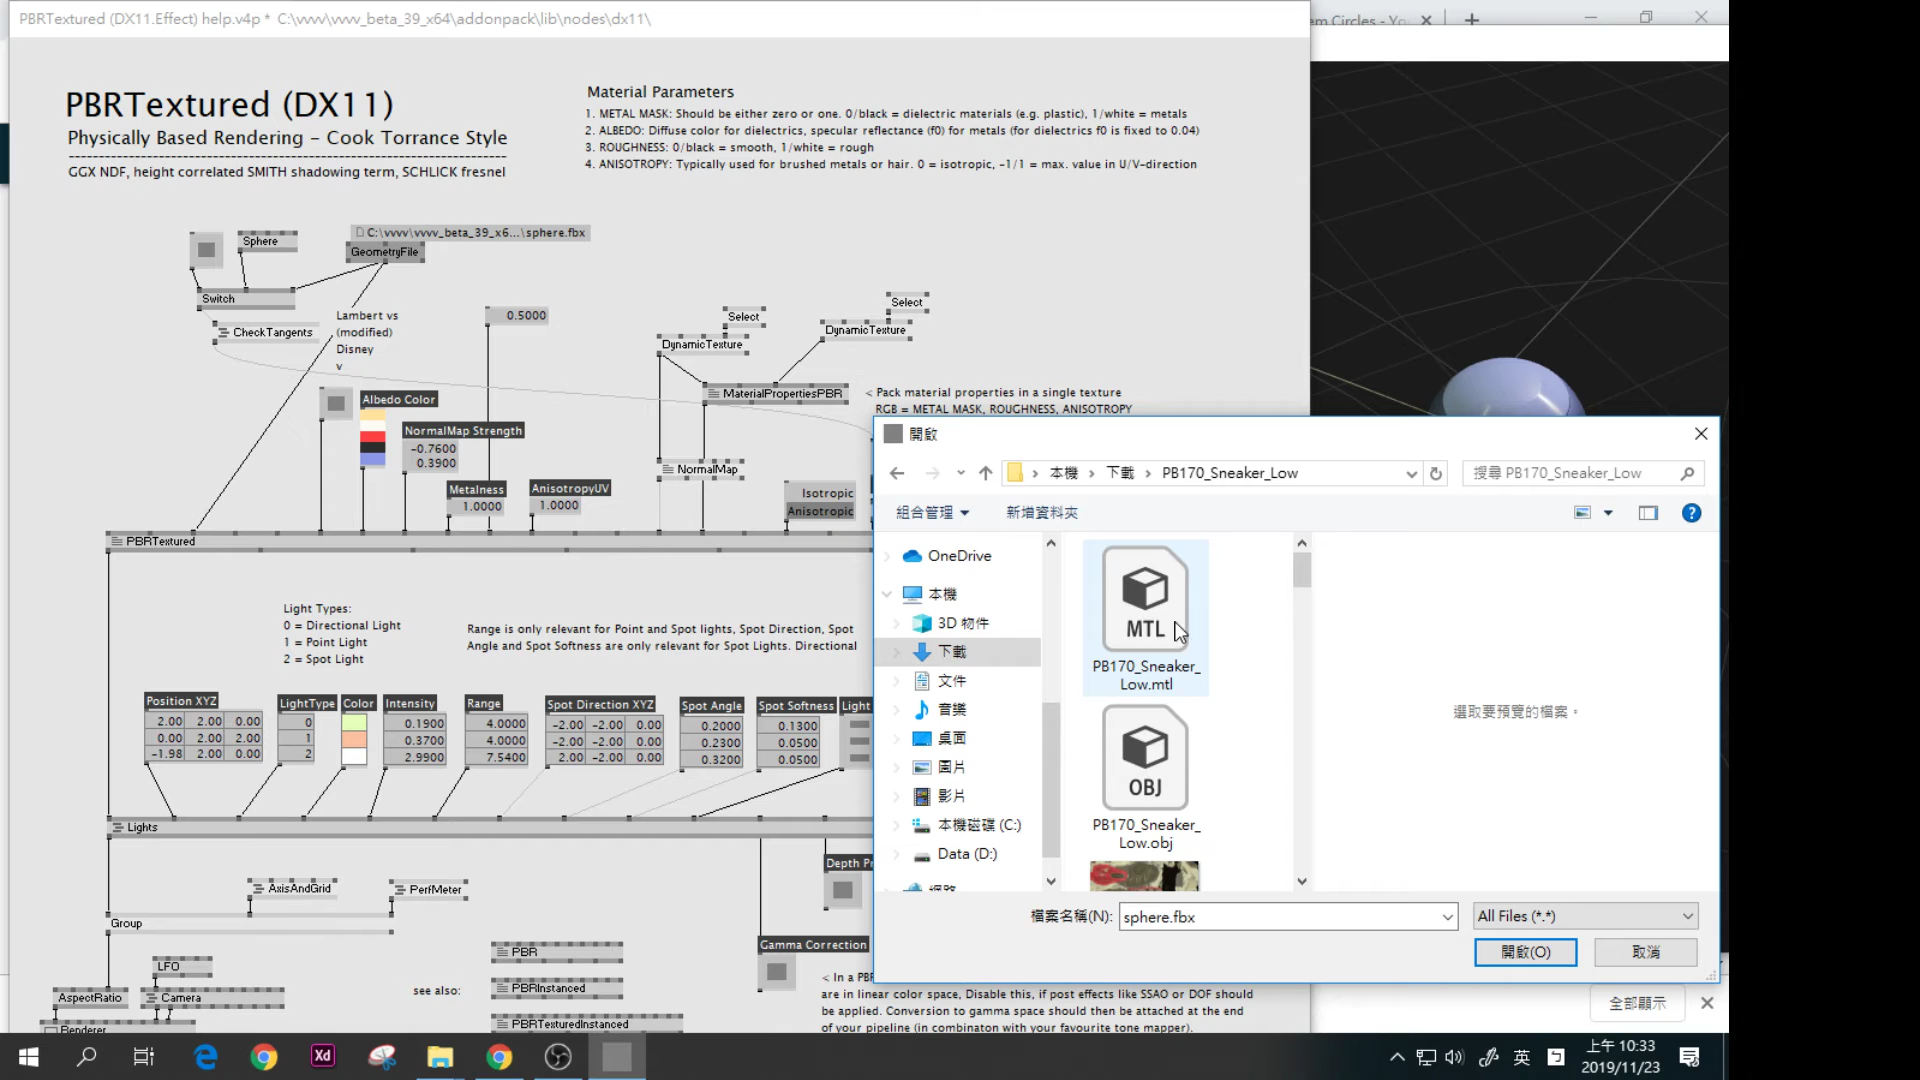 PBRTextured (DX11.Effect) help.v4p * C:\vvvv\vvvv_beta_39_x64\addonpack\lib\nodes\dx11\
em Circles - Yo
PBRTextured (DX11)
Physically Based Rendering - Cook Torrance Style
GGX NDF, height correlated SMITH shadowing term, SCHLICK fresnel
Material Parameters
1. METAL MASK: Should be either zero or one. 0/black = dielectric materials (e.g. plastic), 1/white = metals
2. ALBEDO: Diffuse color for dielectrics, specular reflectance (f0) for metals (for dielectrics f0 is fixed to 0.04)
3. ROUGHNESS: 0/black = smooth, 1/white = rough
4. ANISOTROPY: Typically used for brushed metals or hair. 0 = isotropic, -1/1 = max. value in U/V-direction
Sphere
C:\vvvv\vvvv_beta_39_x6...\sphere.fbx
GeometryFile
Switch
CheckTangents
Lambert vs
(modified)
Disney
v
0.5000
Select
DynamicTexture
Select
DynamicTexture
MaterialPropertiesPBR
< Pack material properties in a single texture
RGB = METAL MASK, ROUGHNESS, ANISOTROPY
Albedo Color
NormalMap Strength
-0.7600
0.3900
NormalMap
Metalness
1.0000
AnisotropyUV
1.0000
Isotropic
Anisotropic
PBRTextured
Light Types:
0 = Directional Light
1 = Point Light
2 = Spot Light
Range is only relevant for Point and Spot lights, Spot Direction, Spot
Angle and Spot Softness are only relevant for Spot Lights. Directional
Position XYZ
2.00 2.00 0.00
0.00 2.00 2.00
-1.98 2.00 0.00
LightType
0
1
2
Color
Intensity
0.1900
0.3700
2.9900
Range
4.0000
4.0000
7.5400
Spot Direction XYZ
-2.00 -2.00 0.00
-2.00 -2.00 0.00
2.00 -2.00 0.00
Spot Angle
0.2000
0.2300
0.3200
Spot Softness
0.1300
0.0500
0.0500
Light
Lights
Depth Pr
AxisAndGrid
PerfMeter
Group
LFO
AspectRatio
Camera
Renderer
see also:
PBR
PBRInstanced
PBRTexturedInstanced
Gamma Correction
< In a PB
are in linear color space, Disable this, if post effects like SSAO or DOF should
be applied. Conversion to gamma space should then be attached at the end
of your pipeline (in combinaton with your favourite tone mapper).
開啟
本機 › 下載 › PB170_Sneaker_Low
搜尋 PB170_Sneaker_Low
組合管理
新增資料夾
OneDrive
本機
3D 物件
下載
文件
音樂
桌面
圖片
影片
本機磁碟 (C:)
Data (D:)
網路
MTL
PB170_Sneaker_
Low.mtl
OBJ
PB170_Sneaker_
Low.obj
選取要預覽的檔案。
檔案名稱(N):
sphere.fbx
All Files (*.*)
開啟(O)
取消
全部顯示
Xd
英
上午 10:33
2019/11/23